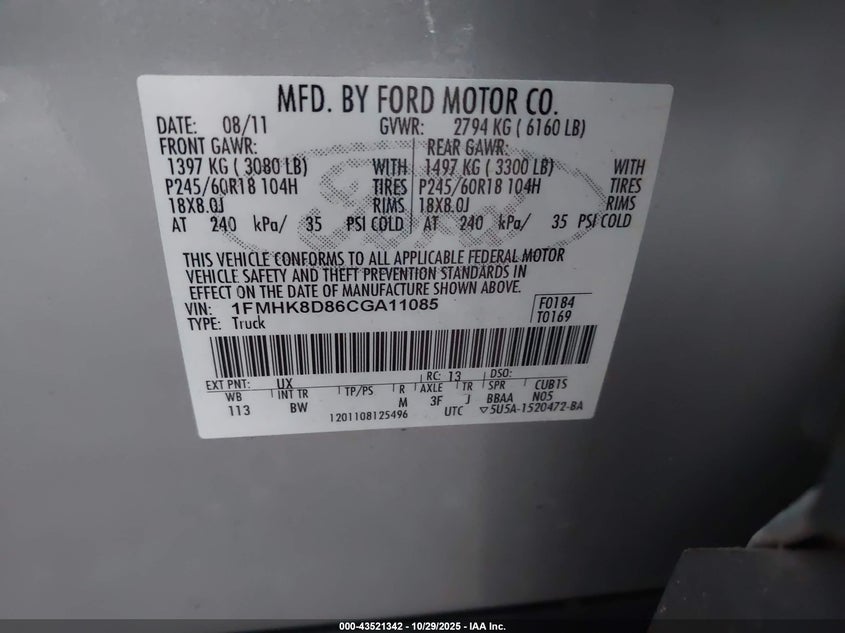 MFD. BY FORD MOTOR CO.
DATE: 08/11 GVWR: 2794 KG ( 6160 LB)
FRONT GAWR: REAR GAWR:
1397 KG ( 3080 LB) WITH 1497 KG ( 3300 LB) WITH
P245/60R18 104H TIRES P245/60R18 104H TIRES
18X8.0J RIMS 18X8.0J RIMS
AT 240 kPa/ 35 PSI COLD AT 240 kPa/ 35 PSI COLD
Ford
THIS VEHICLE CONFORMS TO ALL APPLICABLE FEDERAL MOTOR
VEHICLE SAFETY AND THEFT PREVENTION STANDARDS IN
EFFECT ON THE DATE OF MANUFACTURE SHOWN ABOVE.
VIN: 1FMHK8D86CGA11085 F0184
TYPE: Truck T0169
EXT PNT: UX RC: 13 DSO:
WB INT TR TP/PS R AXLE TR SPR CUB1S
113 BW M 3F J BBAA N05
1201108125496 UTC ▽5U5A-1520472-BA
000-43521342 | 10/29/2025 - IAA Inc.